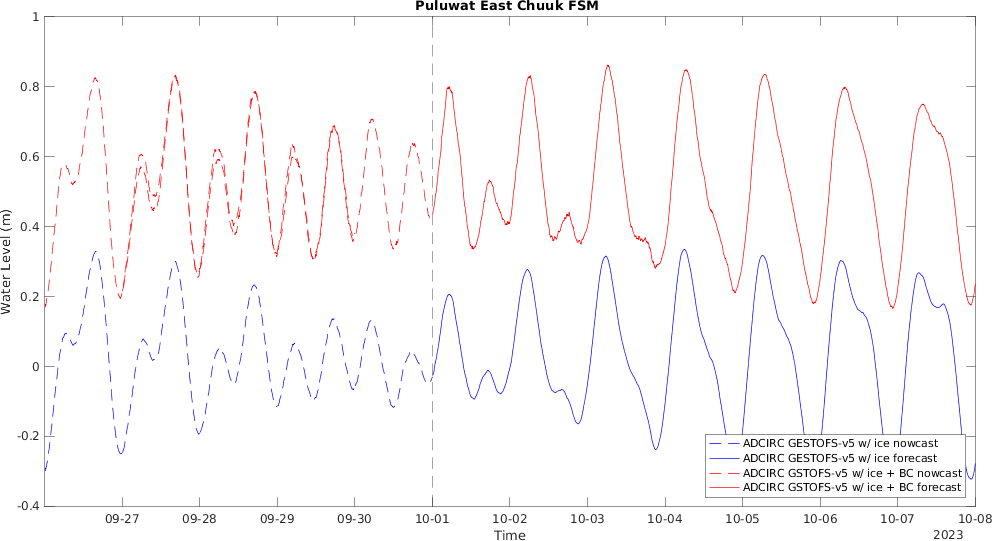 Puluwat East Chuuk FSM
1
0.8
0.6
0.4
0.2
0
-0.2
-0.4
Water Level (m)
ADCIRC GESTOFS-v5 w/ ice nowcast
ADCIRC GESTOFS-v5 w/ ice forecast
ADCIRC GSTOFS-v5 w/ ice + BC nowcast
ADCIRC GSTOFS-v5 w/ ice + BC forecast
09-27 09-28 09-29 09-30 10-01 10-02 10-03 10-04 10-05 10-06 10-07 10-08
Time
2023